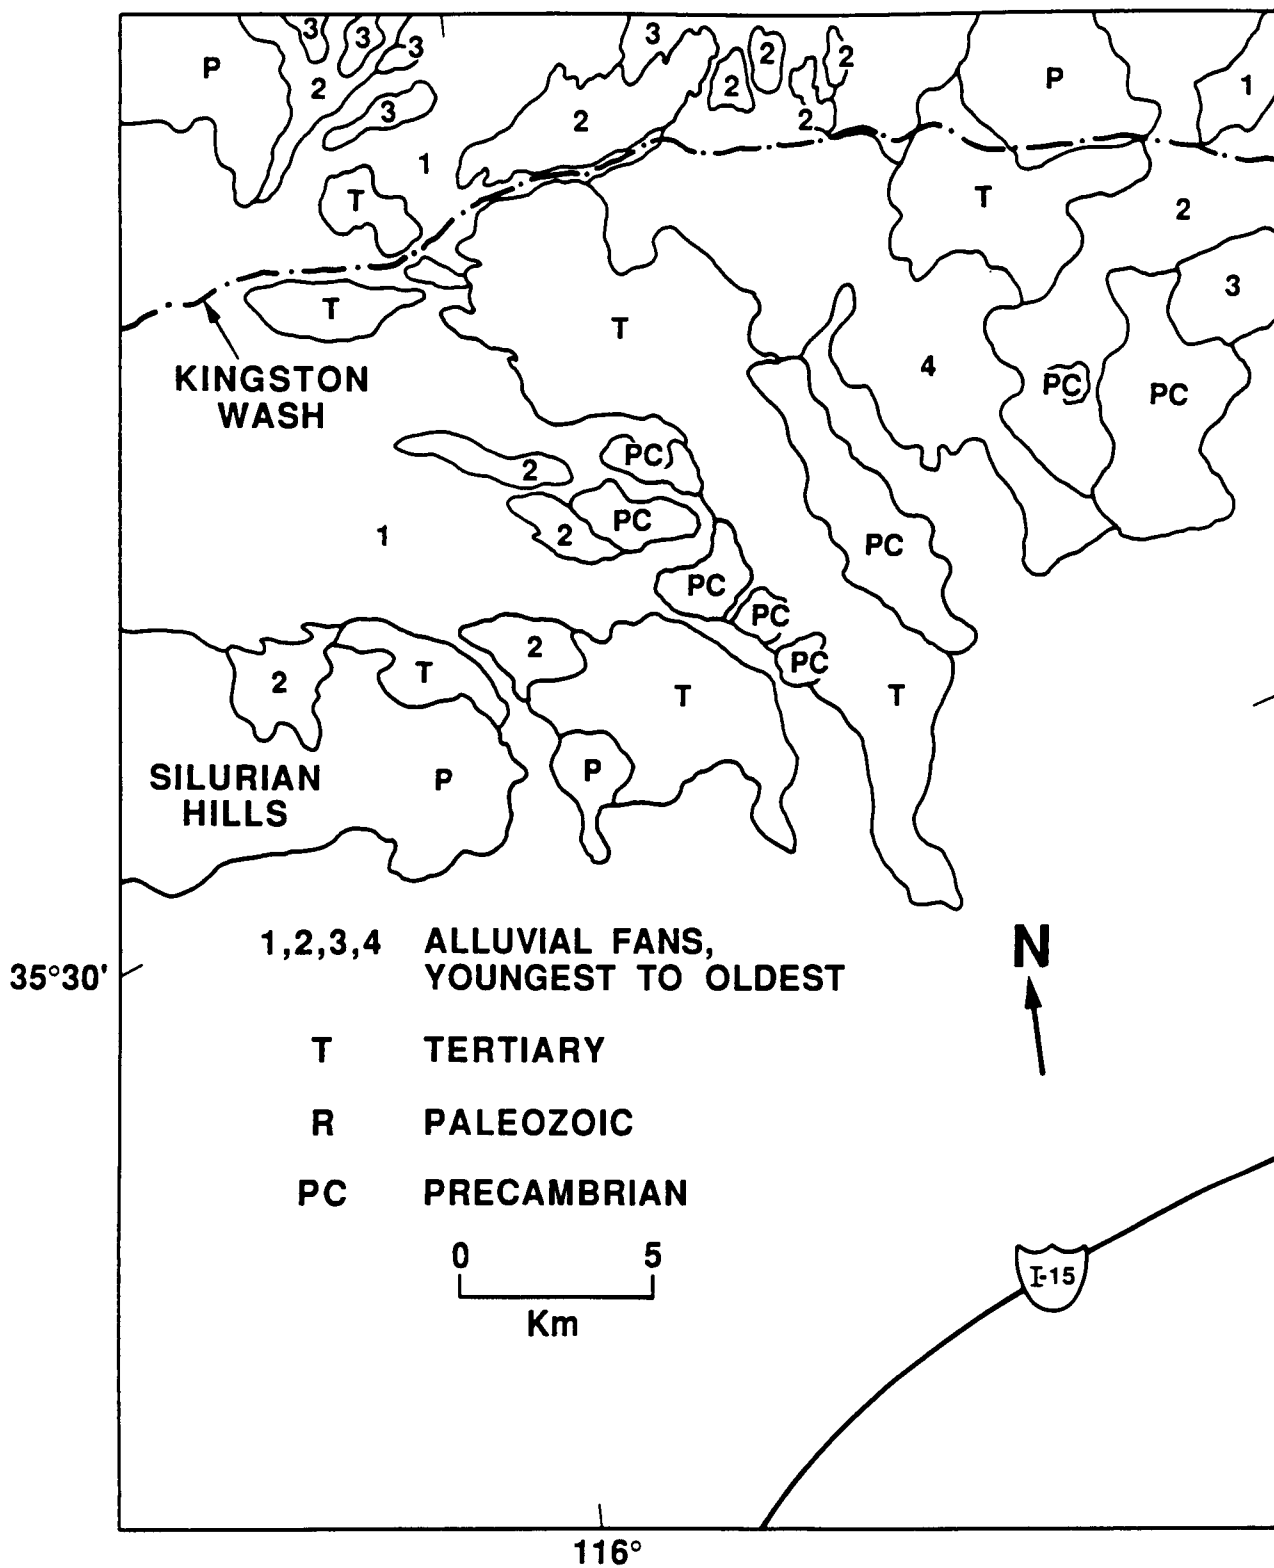 3
3
3
3
2
2
2
P
P
1
2
3
2
2
2
1
T
T
2
3
T
T
KINGSTON
WASH
4
PC
PC
PC
2
PC
2
1
PC
PC
PC
PC
2
2
T
T
T
P
P
SILURIAN
HILLS
1,2,3,4 ALLUVIAL FANS,
YOUNGEST TO OLDEST
N
35°30'
T TERTIARY
R PALEOZOIC
PC PRECAMBRIAN
0 5
Km
I-15
116°